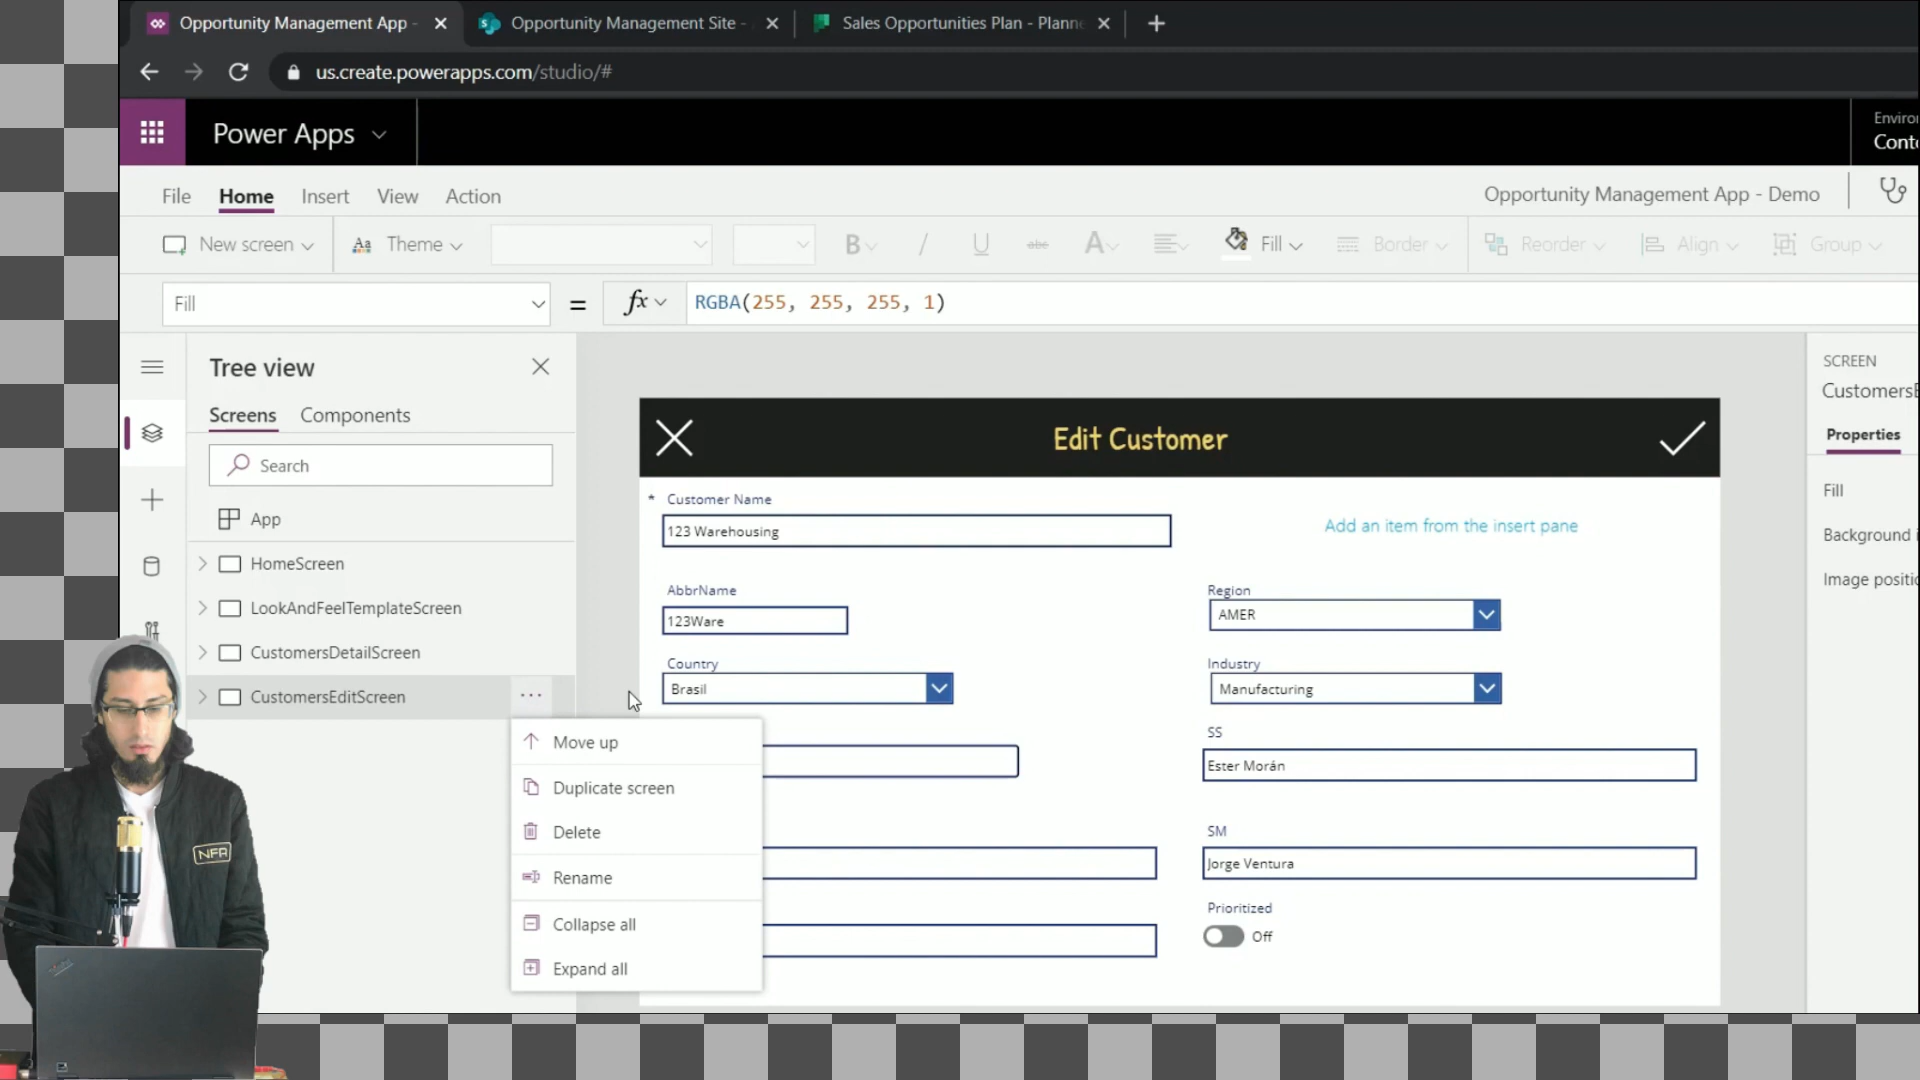 Opportunity Management App -
Opportunity Management Site -
Sales Opportunities Plan - Planne
us.create.powerapps.com/studio/#
Power Apps
Enviro
Conto
File
Home
Insert
View
Action
Opportunity Management App - Demo
New screen
Theme
B
/
U
abc
A
Fill
Border
Reorder
Align
Group
Fill
=
fx
RGBA(255, 255, 255, 1)
Tree view
Screens
Components
Search
App
HomeScreen
LookAndFeelTemplateScreen
CustomersDetailScreen
CustomersEditScreen
...
Move up
Duplicate screen
Delete
Rename
Collapse all
Expand all
Edit Customer
* Customer Name
123 Warehousing
Add an item from the insert pane
AbbrName
123Ware
Region
AMER
Country
Brasil
Industry
Manufacturing
SS
Ester Morán
SM
Jorge Ventura
Prioritized
Off
SCREEN
CustomersE
Properties
Fill
Background i
Image positio
NFA